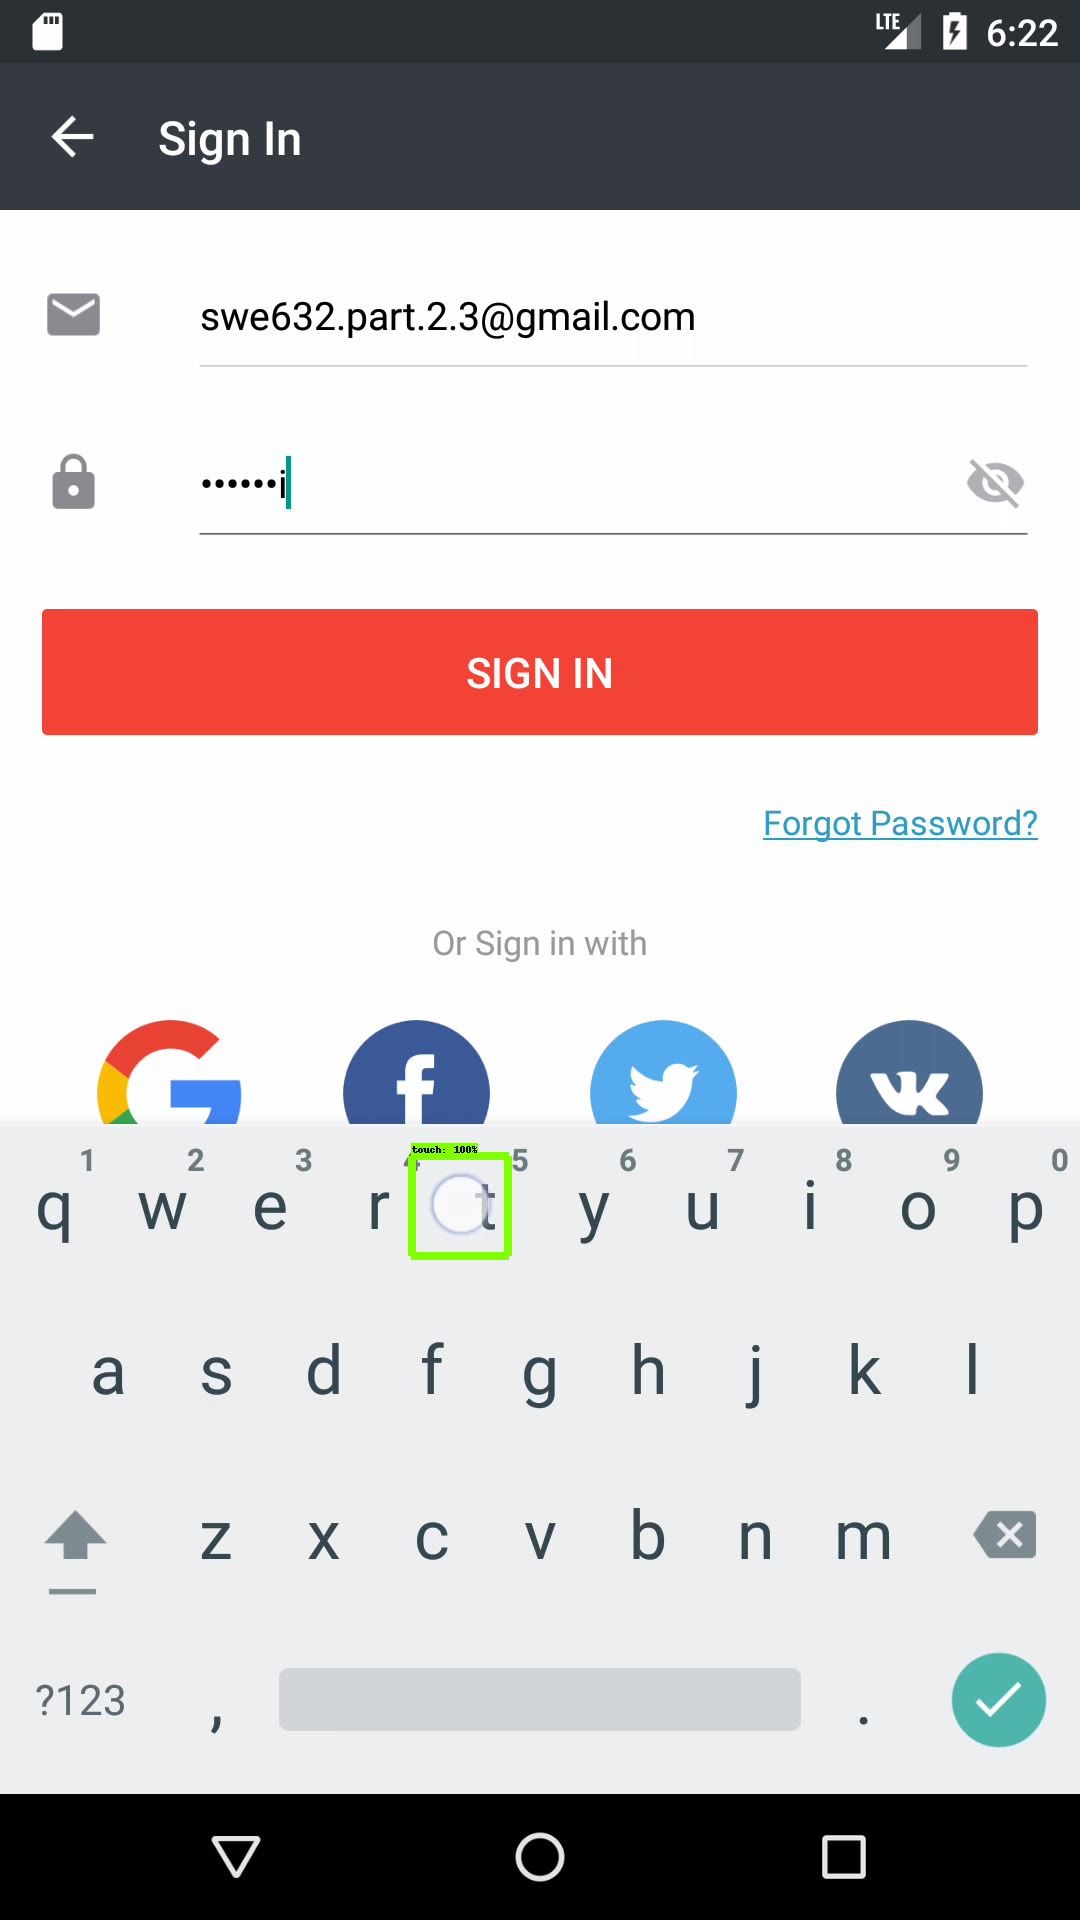 LTE 6:22
Sign In
swe632.part.2.3@gmail.com
••••••i
SIGN IN
Forgot Password?
Or Sign in with
touch: 100%
1 2 3 4 5 6 7 8 9 0
q w e r t y u i o p
a s d f g h j k l
z x c v b n m
?123 , .